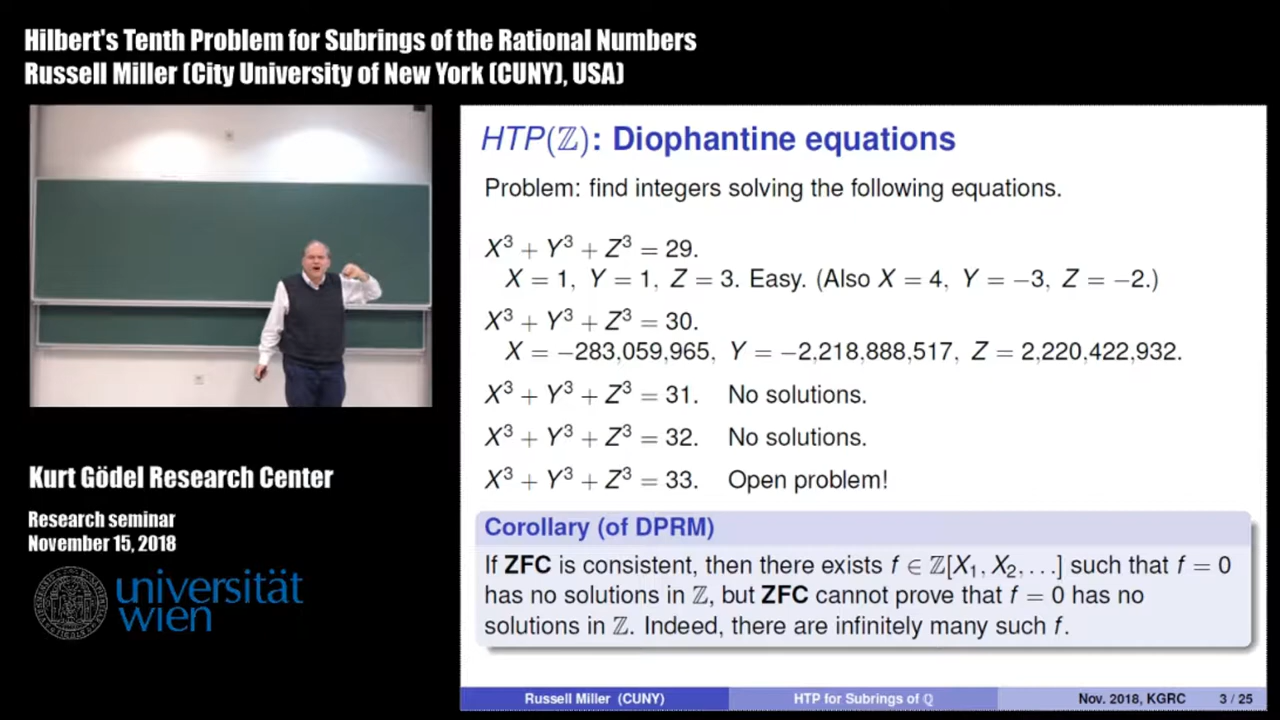 Hilbert's Tenth Problem for Subrings of the Rational Numbers
Russell Miller (City University of New York (CUNY), USA)
HTP(ℤ): Diophantine equations
Problem: find integers solving the following equations.
X³ + Y³ + Z³ = 29.
X = 1, Y = 1, Z = 3. Easy. (Also X = 4, Y = −3, Z = −2.)
X³ + Y³ + Z³ = 30.
X = −283,059,965, Y = −2,218,888,517, Z = 2,220,422,932.
X³ + Y³ + Z³ = 31. No solutions.
X³ + Y³ + Z³ = 32. No solutions.
X³ + Y³ + Z³ = 33. Open problem!
Corollary (of DPRM)
If ZFC is consistent, then there exists f ∈ ℤ[X₁, X₂, …] such that f = 0
has no solutions in ℤ, but ZFC cannot prove that f = 0 has no
solutions in ℤ. Indeed, there are infinitely many such f.
Russell Miller (CUNY) HTP for Subrings of ℚ Nov. 2018, KGRC 3 / 25
Kurt Gödel Research Center
Research seminar
November 15, 2018
universität
wien